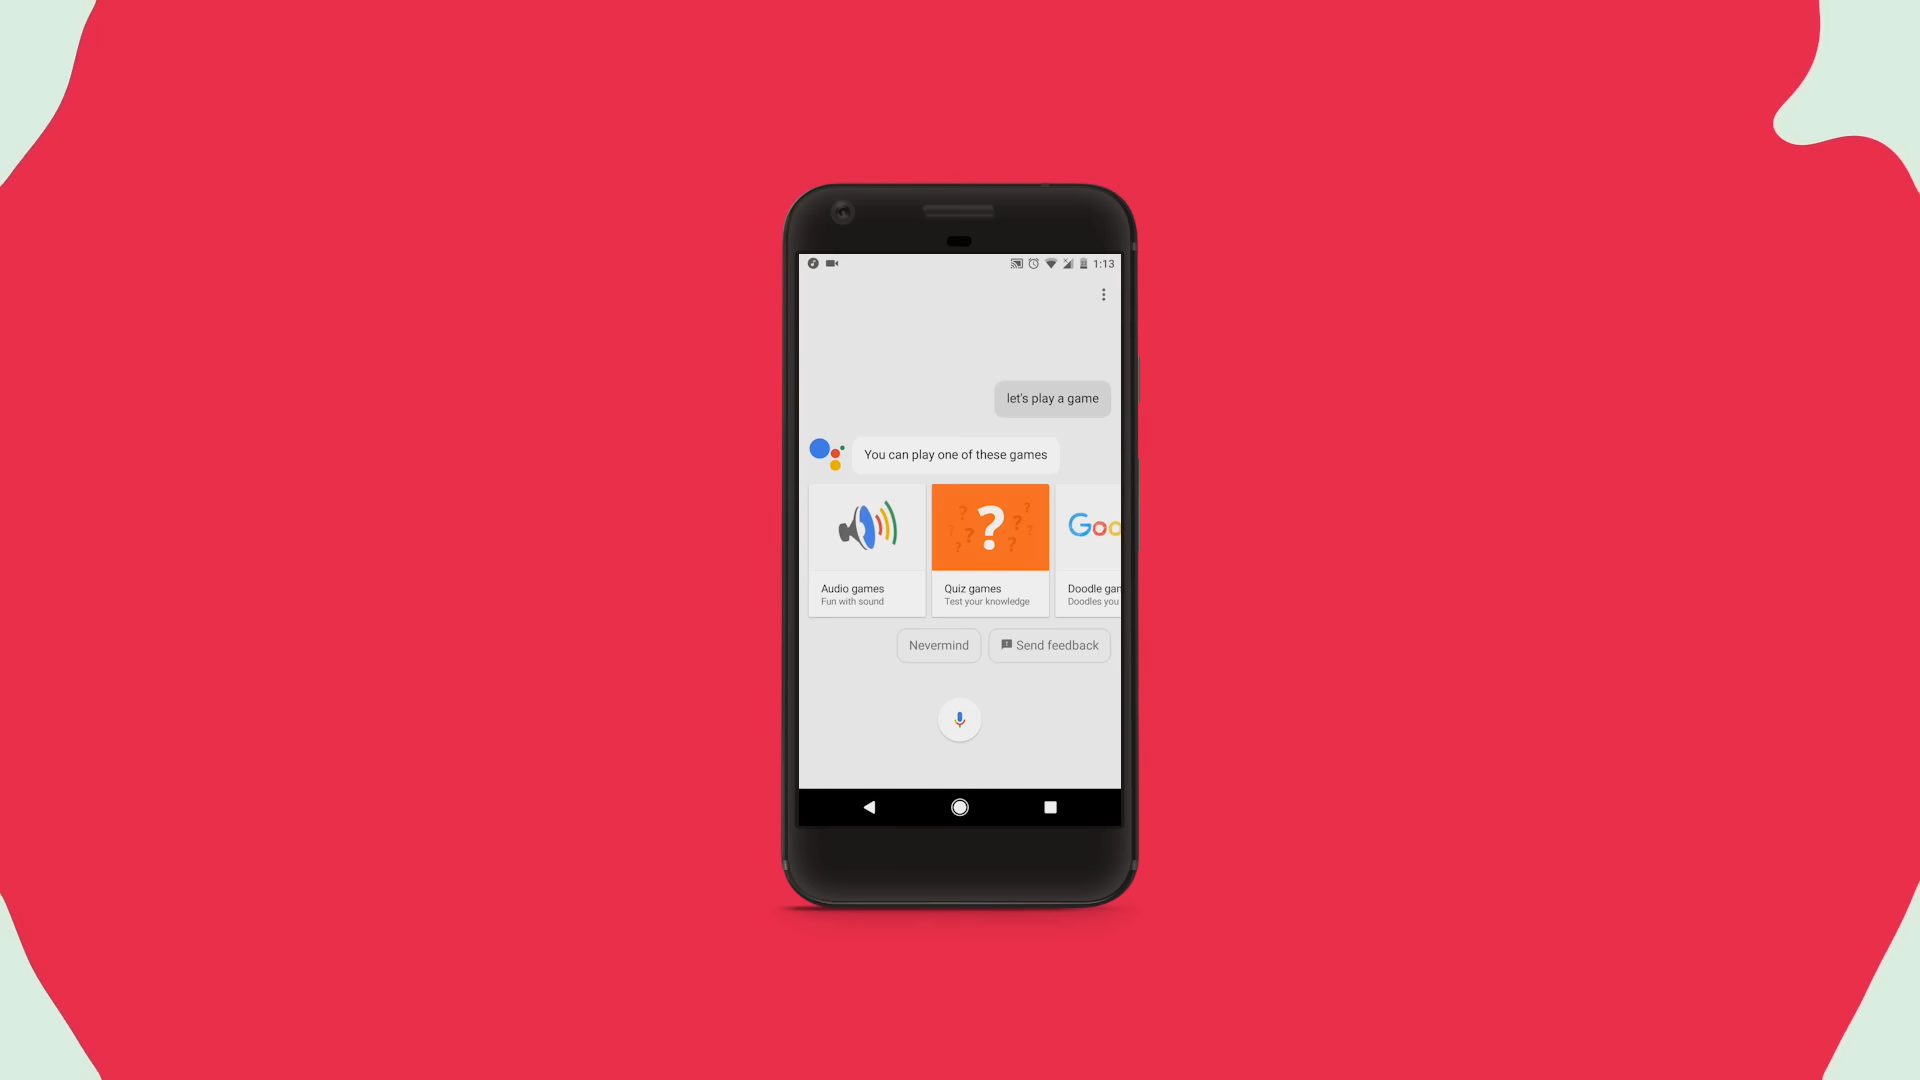 1:13
let's play a game
You can play one of these games
?
Goo
Audio games
Fun with sound
Quiz games
Test your knowledge
Doodle gam
Doodles you
Nevermind
Send feedback